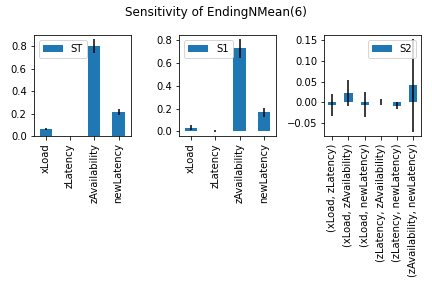 Sensitivity of EndingNMean(6)
ST
0.8
0.6
0.4
0.2
0.0
xLoad
zLatency
zAvailability
newLatency
S1
0.8
0.6
0.4
0.2
0.0
xLoad
zLatency
zAvailability
newLatency
S2
0.15
0.10
0.05
0.00
−0.05
(xLoad, zLatency)
(xLoad, zAvailability)
(xLoad, newLatency)
(zLatency, zAvailability)
(zLatency, newLatency)
(zAvailability, newLatency)